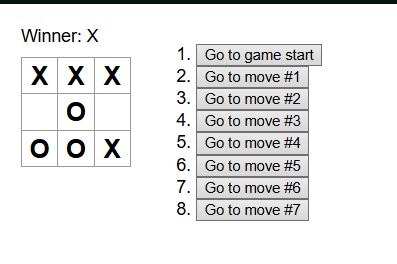 Winner: X
X X X
O
O O X
1. Go to game start
2. Go to move #1
3. Go to move #2
4. Go to move #3
5. Go to move #4
6. Go to move #5
7. Go to move #6
8. Go to move #7